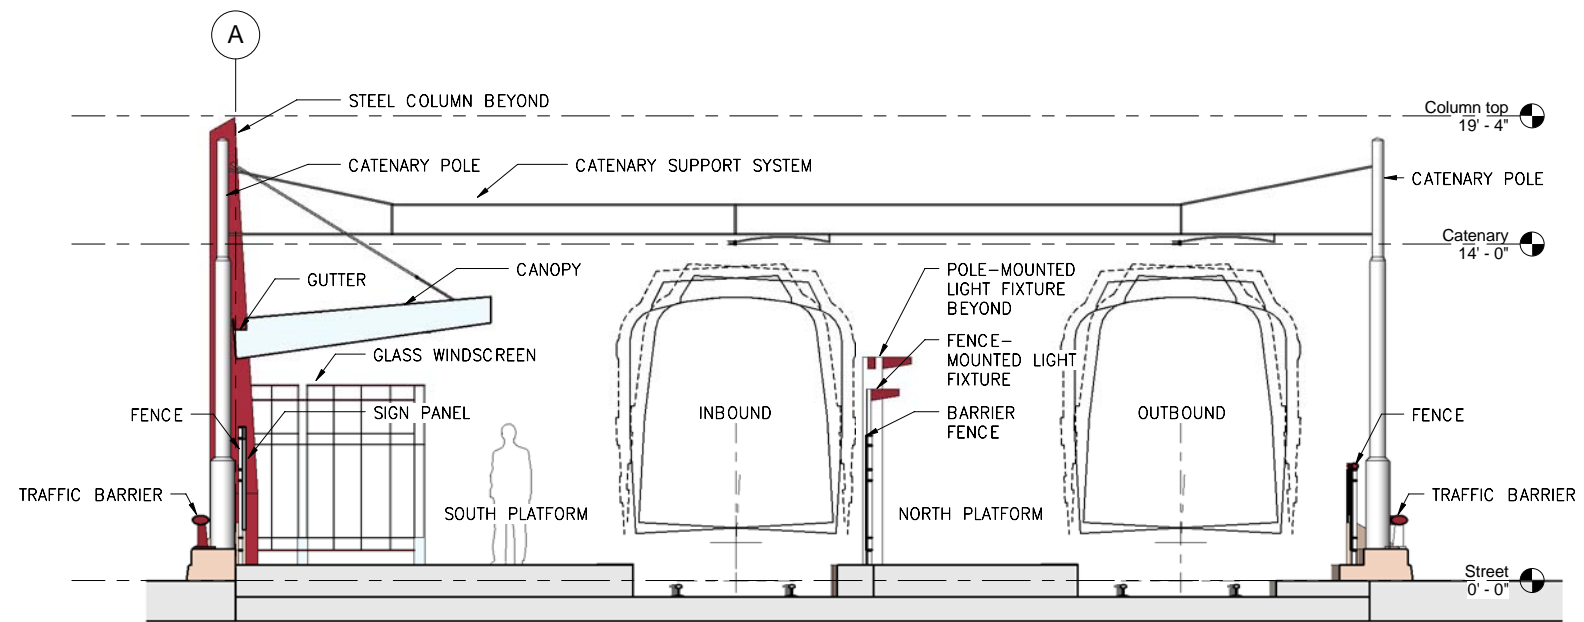 A
STEEL COLUMN BEYOND
Column top
19' - 4"
CATENARY POLE
CATENARY SUPPORT SYSTEM
CATENARY POLE
Catenary
14' - 0"
GUTTER
CANOPY
POLE-MOUNTED
LIGHT FIXTURE
BEYOND
GLASS WINDSCREEN
FENCE-
MOUNTED LIGHT
FIXTURE
FENCE
SIGN PANEL
INBOUND
BARRIER
FENCE
OUTBOUND
FENCE
TRAFFIC BARRIER
SOUTH PLATFORM
NORTH PLATFORM
TRAFFIC BARRIER
Street
0' - 0"